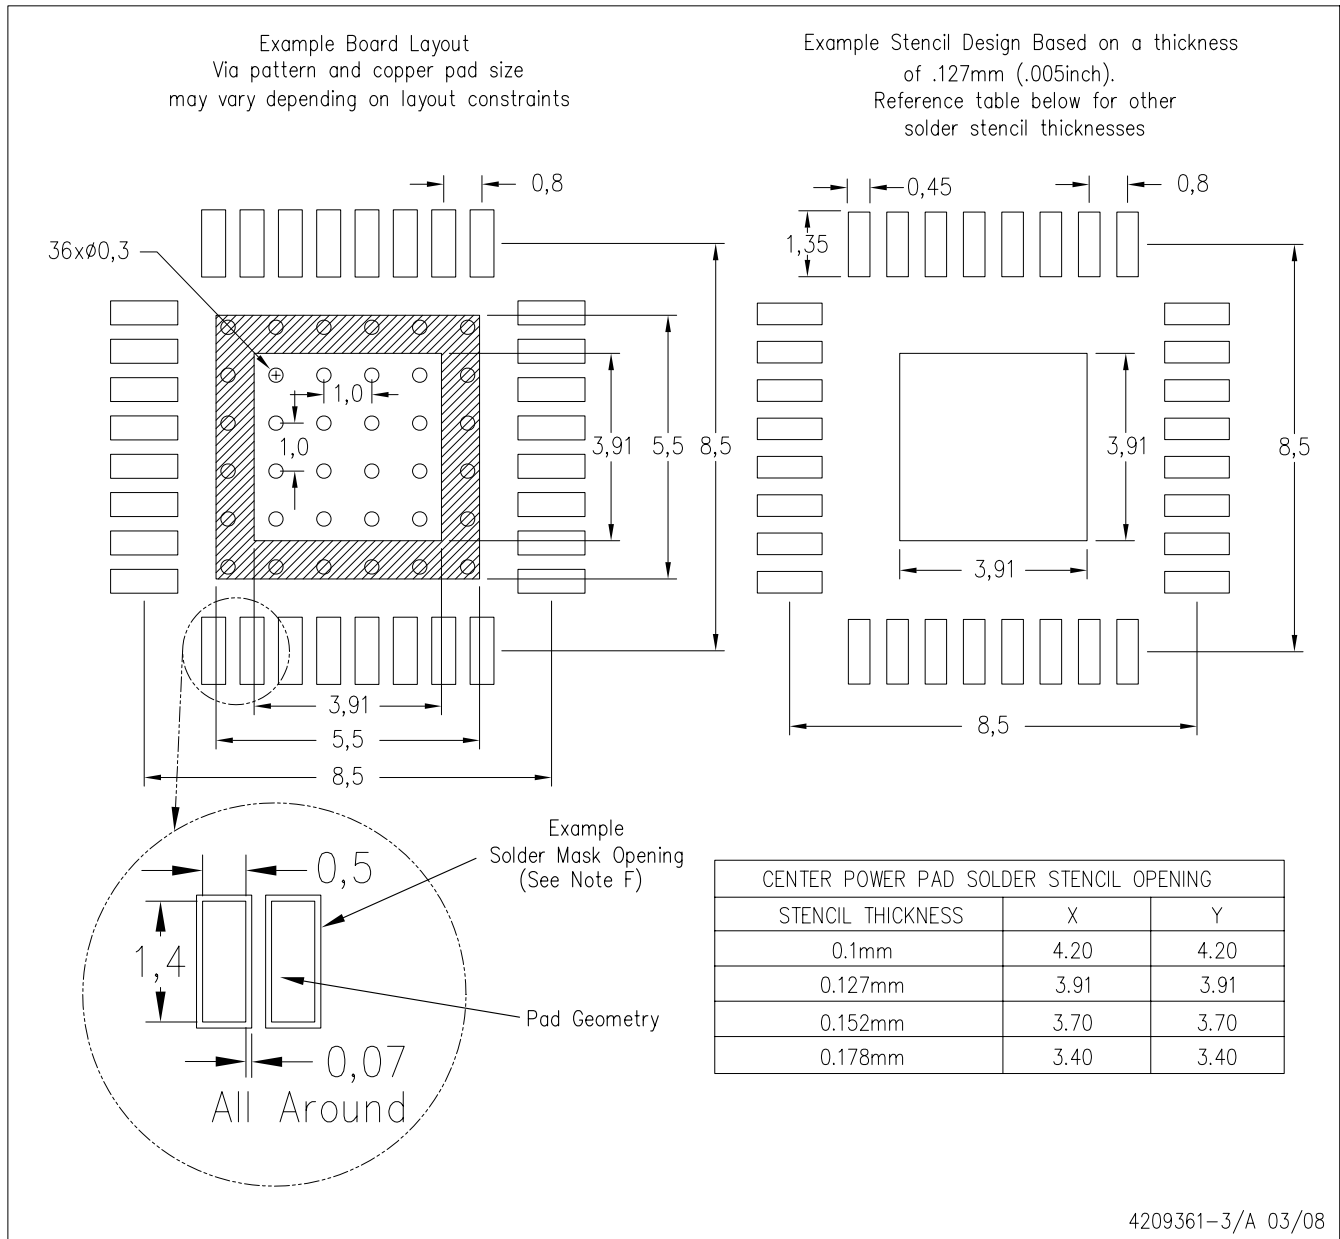 Example Board Layout
Via pattern and copper pad size
may vary depending on layout constraints
Example Stencil Design Based on a thickness
of .127mm (.005inch).
Reference table below for other
solder stencil thicknesses
0,8
36xø0,3
1,0
1,0
3,91
5,5
8,5
3,91
5,5
8,5
0,45
0,8
1,35
3,91
8,5
3,91
8,5
0,5
1,4
0,07
All Around
Example
Solder Mask Opening
(See Note F)
Pad Geometry
CENTER POWER PAD SOLDER STENCIL OPENING
STENCIL THICKNESS X Y
0.1mm 4.20 4.20
0.127mm 3.91 3.91
0.152mm 3.70 3.70
0.178mm 3.40 3.40
4209361-3/A 03/08